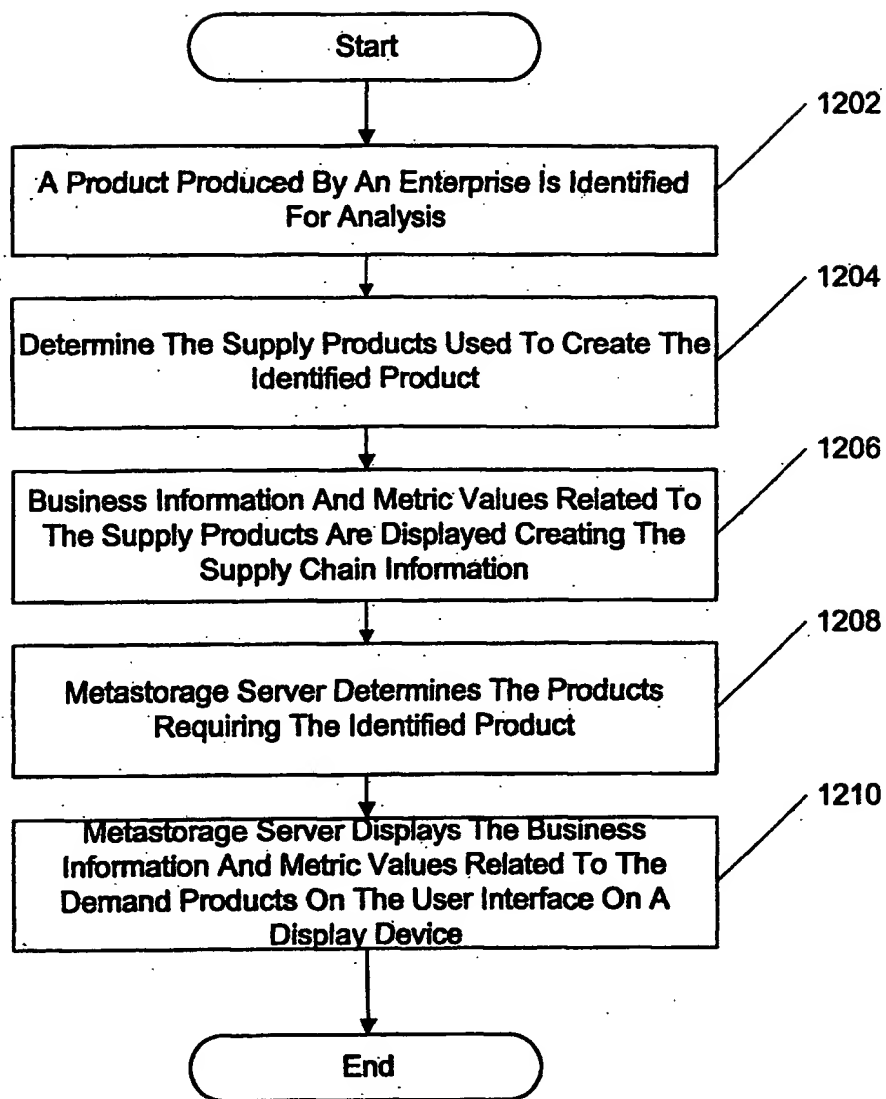 Start
1202
A Product Produced By An Enterprise Is Identified
For Analysis
1204
Determine The Supply Products Used To Create The
Identified Product
1206
Business Information And Metric Values Related To
The Supply Products Are Displayed Creating The
Supply Chain Information
1208
Metastorage Server Determines The Products
Requiring The Identified Product
1210
Metastorage Server Displays The Business
Information And Metric Values Related To The
Demand Products On The User Interface On A
Display Device
End